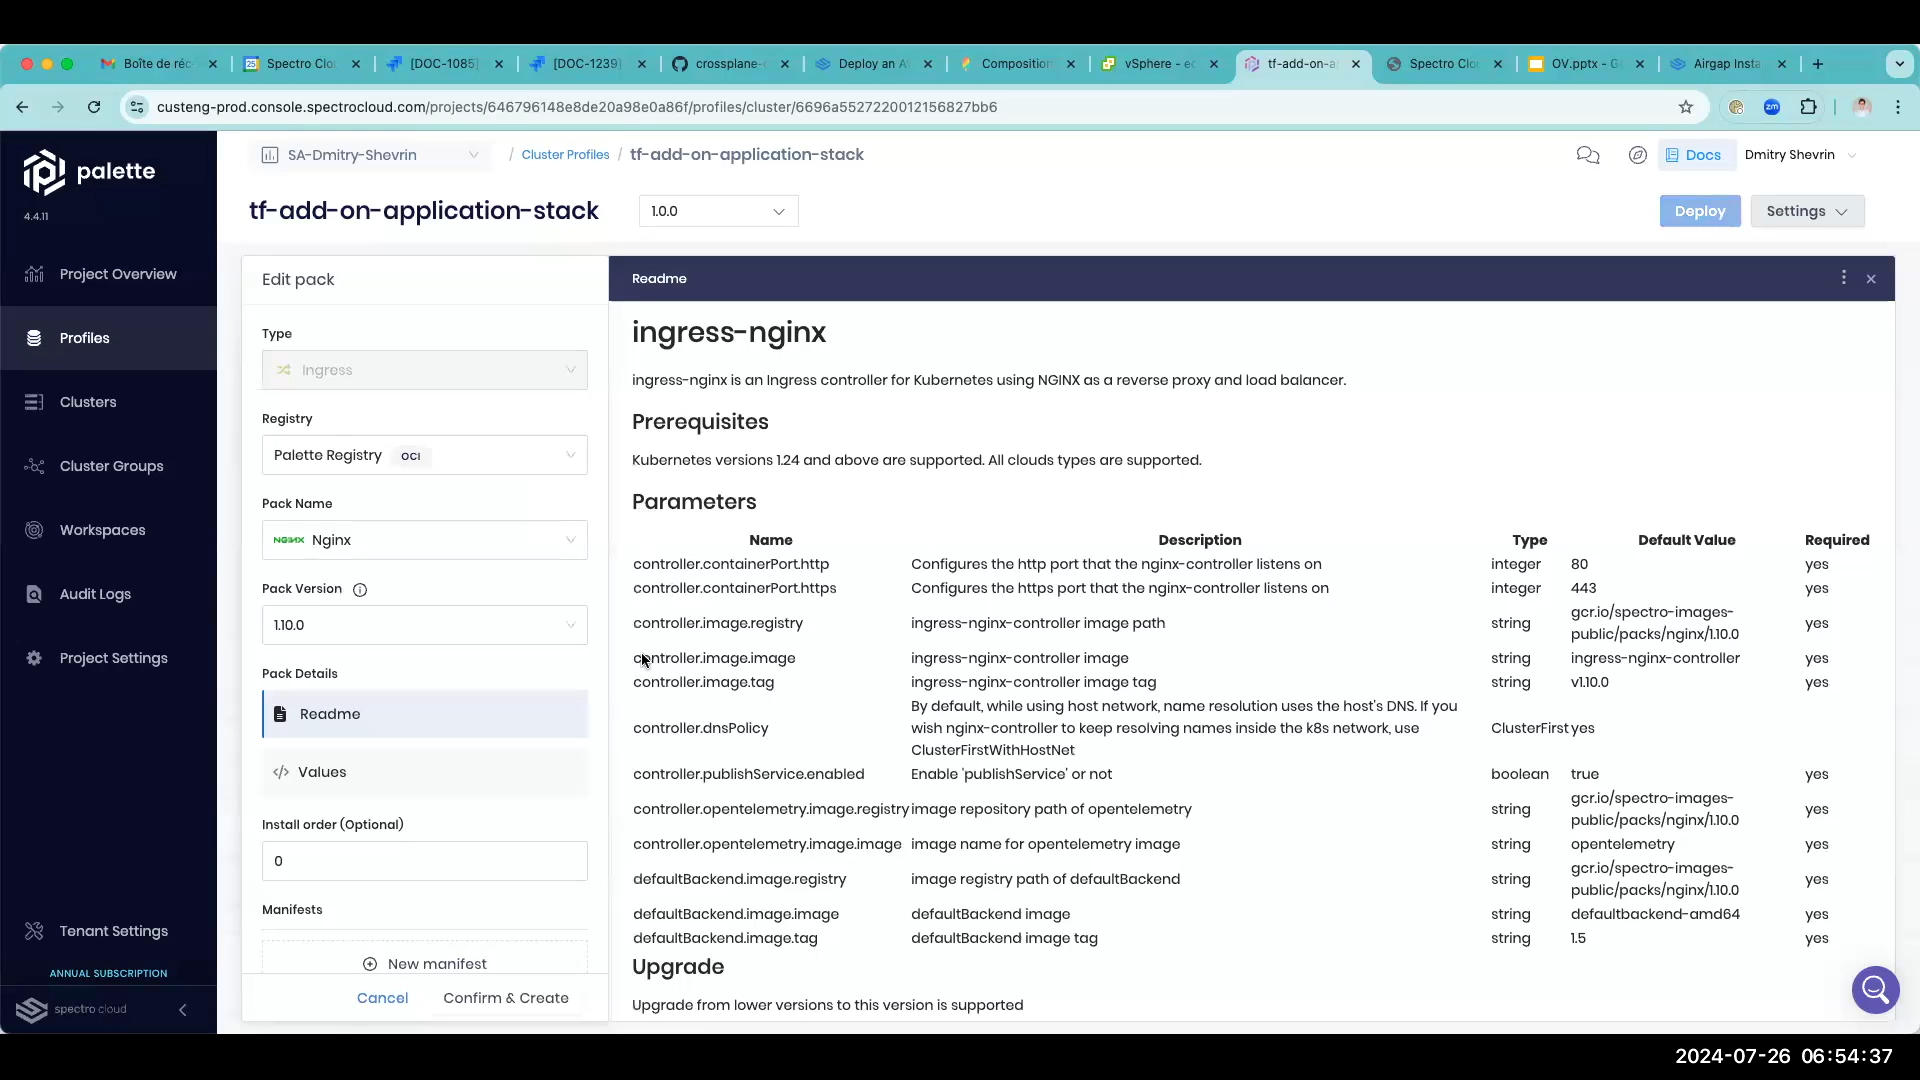 Boîte de réc
25
Spectro Clo
[DOC-1085]
[DOC-1239]
crossplane-
Deploy an A
Composition
vSphere - e
tf-add-on-a
Spectro Clo
OV.pptx - G
Airgap Insta
custeng-prod.console.spectrocloud.com/projects/646796148e8de20a98e0a86f/profiles/cluster/6696a5527220012156827bb6
zm
palette
4.4.11
SA-Dmitry-Shevrin
/ Cluster Profiles / tf-add-on-application-stack
Docs
Dmitry Shevrin
tf-add-on-application-stack
1.0.0
Deploy
Settings
Project Overview
Profiles
Clusters
Cluster Groups
Workspaces
Audit Logs
Project Settings
Tenant Settings
ANNUAL SUBSCRIPTION
spectro cloud
Edit pack
Type
Ingress
Registry
Palette Registry OCI
Pack Name
NGINX Nginx
Pack Version
1.10.0
Pack Details
Readme
Values
Install order (Optional)
0
Manifests
New manifest
Cancel
Confirm & Create
Readme
ingress-nginx
ingress-nginx is an Ingress controller for Kubernetes using NGINX as a reverse proxy and load balancer.
Prerequisites
Kubernetes versions 1.24 and above are supported. All clouds types are supported.
Parameters
Name Description Type Default Value Required
controller.containerPort.http Configures the http port that the nginx-controller listens on integer 80 yes
controller.containerPort.https Configures the https port that the nginx-controller listens on integer 443 yes
controller.image.registry ingress-nginx-controller image path string gcr.io/spectro-images-
public/packs/nginx/1.10.0 yes
controller.image.image ingress-nginx-controller image string ingress-nginx-controller yes
controller.image.tag ingress-nginx-controller image tag string v1.10.0 yes
controller.dnsPolicy By default, while using host network, name resolution uses the host's DNS. If you
wish nginx-controller to keep resolving names inside the k8s network, use ClusterFirst yes
ClusterFirstWithHostNet
controller.publishService.enabled Enable 'publishService' or not boolean true yes
controller.opentelemetry.image.registry image repository path of opentelemetry string gcr.io/spectro-images-
public/packs/nginx/1.10.0 yes
controller.opentelemetry.image.image image name for opentelemetry image string opentelemetry yes
defaultBackend.image.registry image registry path of defaultBackend string gcr.io/spectro-images-
public/packs/nginx/1.10.0 yes
defaultBackend.image.image defaultBackend image string defaultbackend-amd64 yes
defaultBackend.image.tag defaultBackend image tag string 1.5 yes
Upgrade
Upgrade from lower versions to this version is supported
2024-07-26 06:54:37